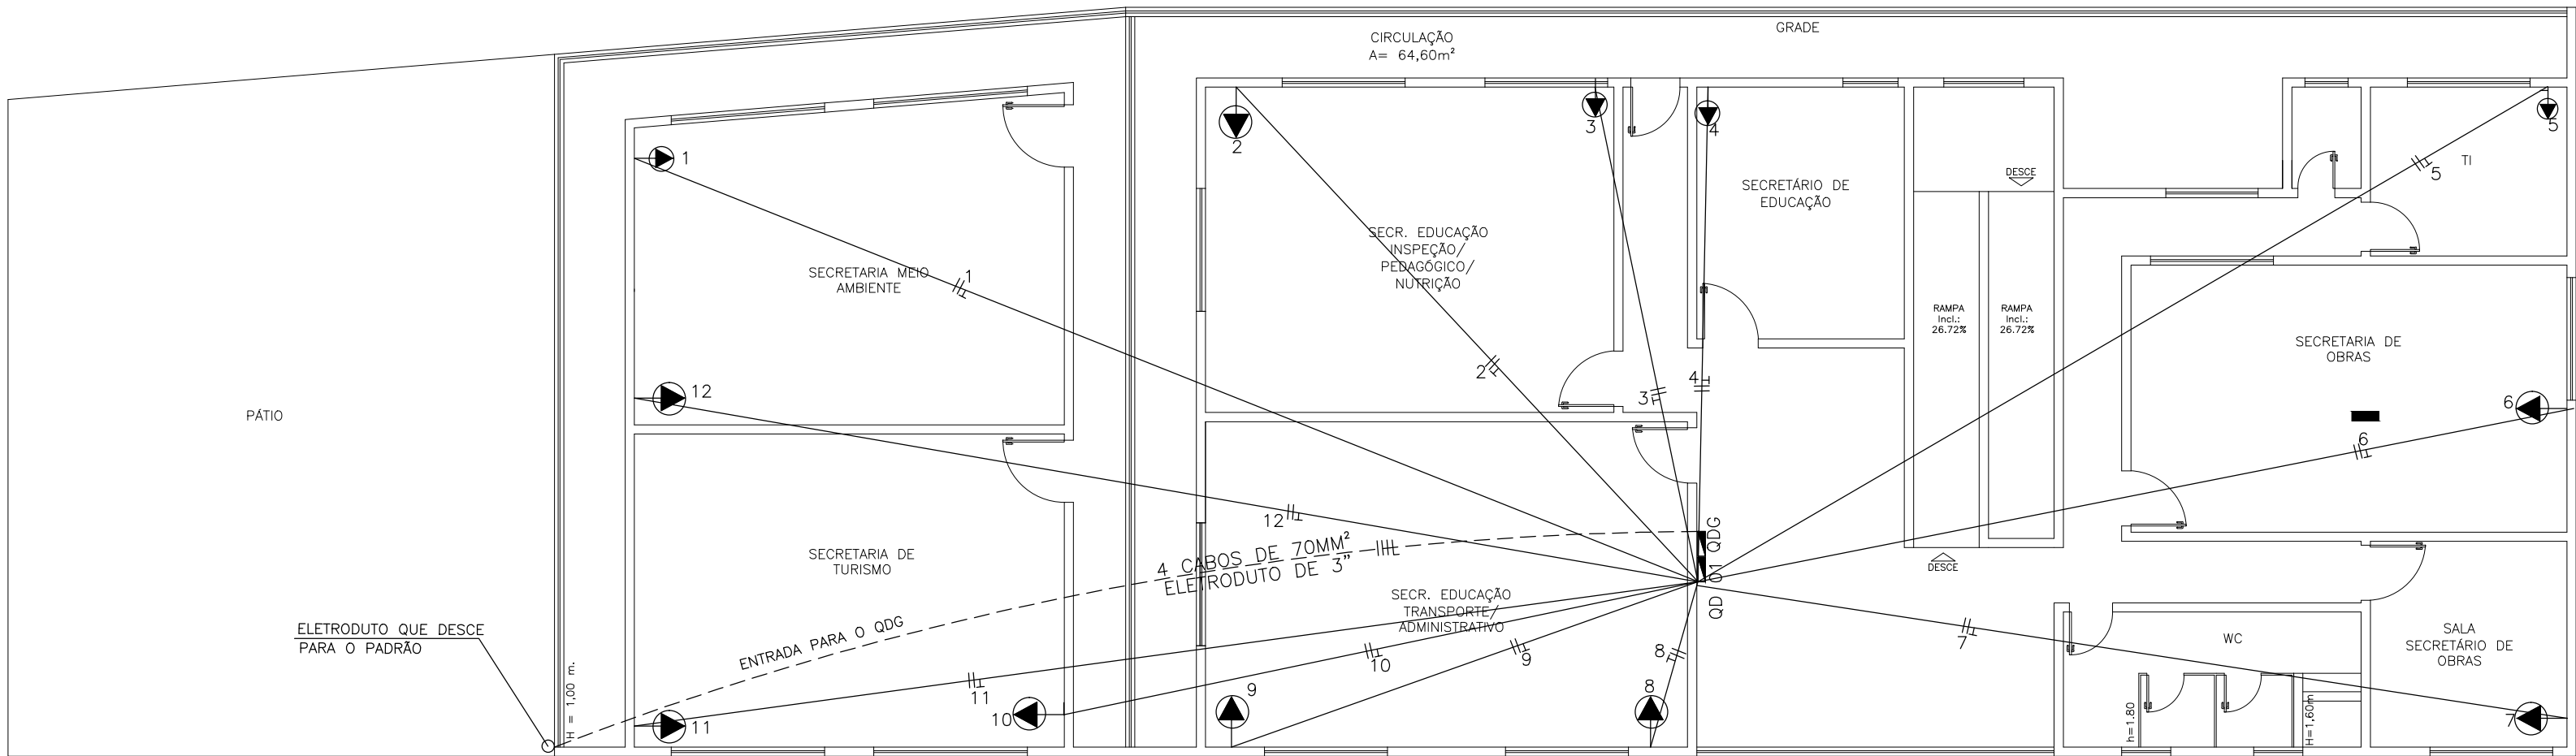 GRADE
CIRCULAÇÃO
A= 64,60m²
1
2
3
4
5
SECRETÁRIO DE
EDUCAÇÃO
DESCE
TI
5
SECR. EDUCAÇÃO
INSPEÇÃO/
PEDAGÓGICO/
NUTRIÇÃO
SECRETARIA MEIO
AMBIENTE
1
RAMPA
Incl.:
26.72%
RAMPA
Incl.:
26.72%
SECRETARIA DE
OBRAS
2
3
4
12
PÁTIO
6
6
12
QD 01 QDG
4 CABOS DE 70MM²
ELETRODUTO DE 3"
SECRETARIA DE
TURISMO
DESCE
SECR. EDUCAÇÃO
TRANSPORTE/
ADMINISTRATIVO
ELETRODUTO QUE DESCE
PARA O PADRÃO
ENTRADA PARA O QDG
7
WC
SALA
SECRETÁRIO DE
OBRAS
8
9
10
11
H = 1,00 m.
11
10
9
8
h=1.80
H=1.60m
7